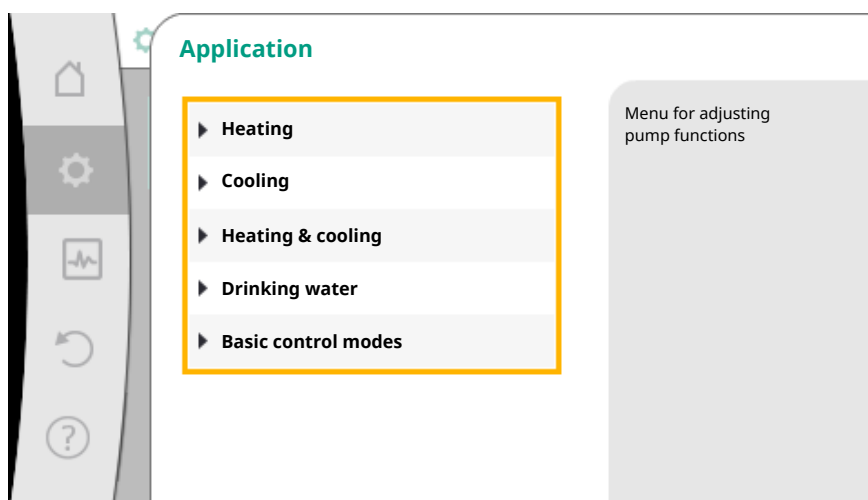 Application
Heating
Cooling
Heating & cooling
Drinking water
Basic control modes
Menu for adjusting
pump functions
?